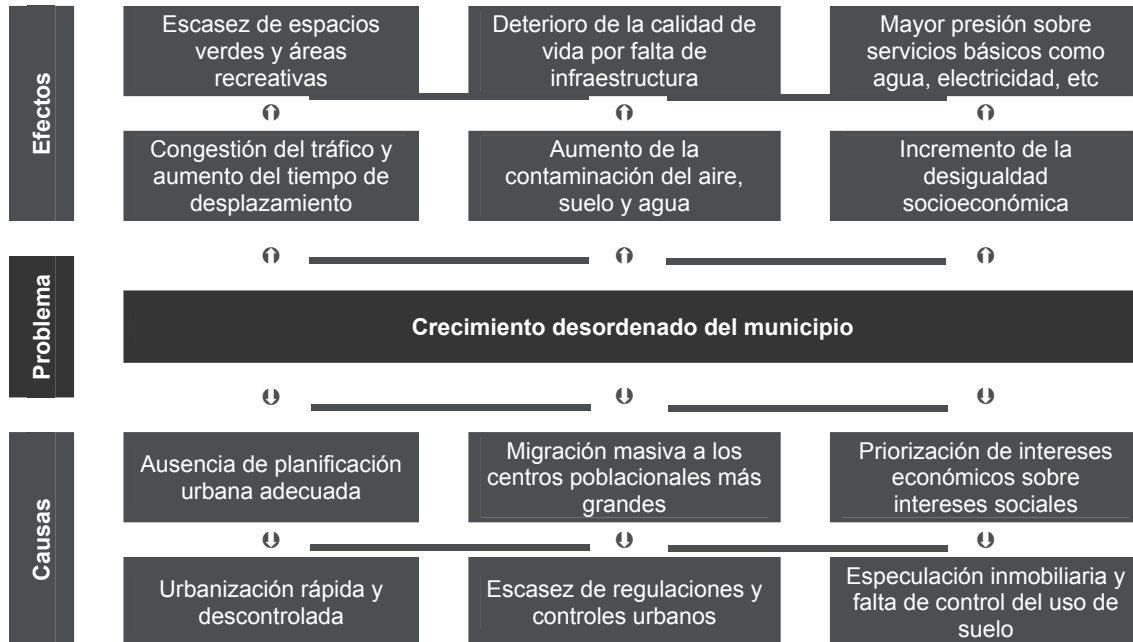 Efectos
Escasez de espacios
verdes y áreas
recreativas
Deterioro de la calidad de
vida por falta de
infraestructura
Mayor presión sobre
servicios básicos como
agua, electricidad, etc
Congestión del tráfico y
aumento del tiempo de
desplazamiento
Aumento de la
contaminación del aire,
suelo y agua
Incremento de la
desigualdad
socioeconómica
Problema
Crecimiento desordenado del municipio
Causas
Ausencia de planificación
urbana adecuada
Migración masiva a los
centros poblacionales más
grandes
Priorización de intereses
económicos sobre
intereses sociales
Urbanización rápida y
descontrolada
Escasez de regulaciones y
controles urbanos
Especulación inmobiliaria y
falta de control del uso de
suelo